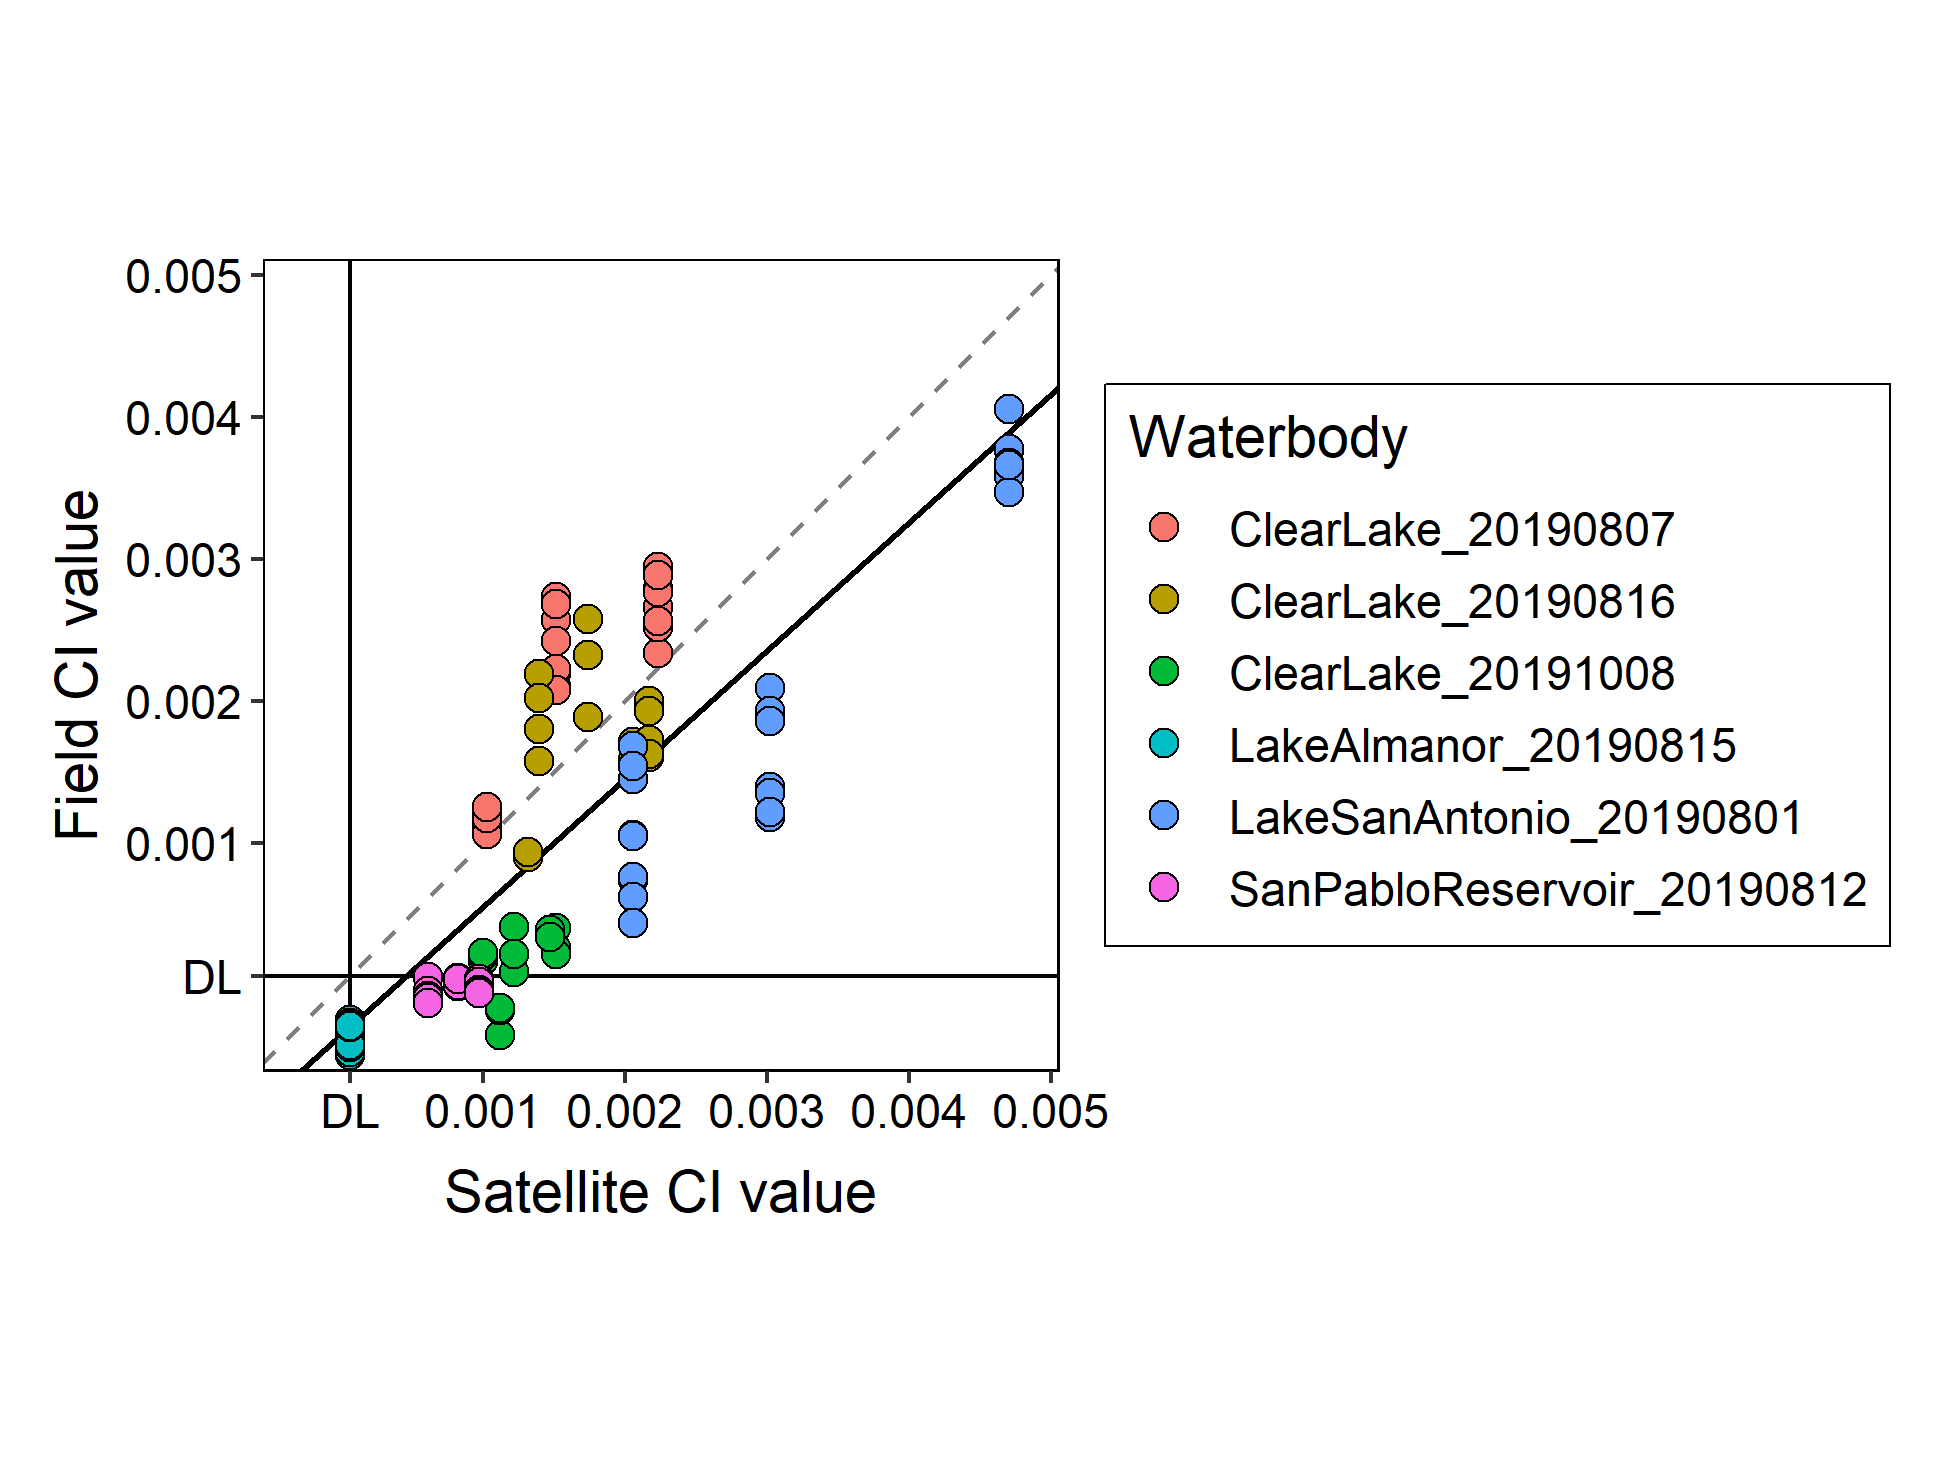 0.005
0.004
0.003
0.002
0.001
DL
Field CI value
DL 0.001 0.002 0.003 0.004 0.005
Satellite CI value
Waterbody
ClearLake_20190807
ClearLake_20190816
ClearLake_20191008
LakeAlmanor_20190815
LakeSanAntonio_20190801
SanPabloReservoir_20190812